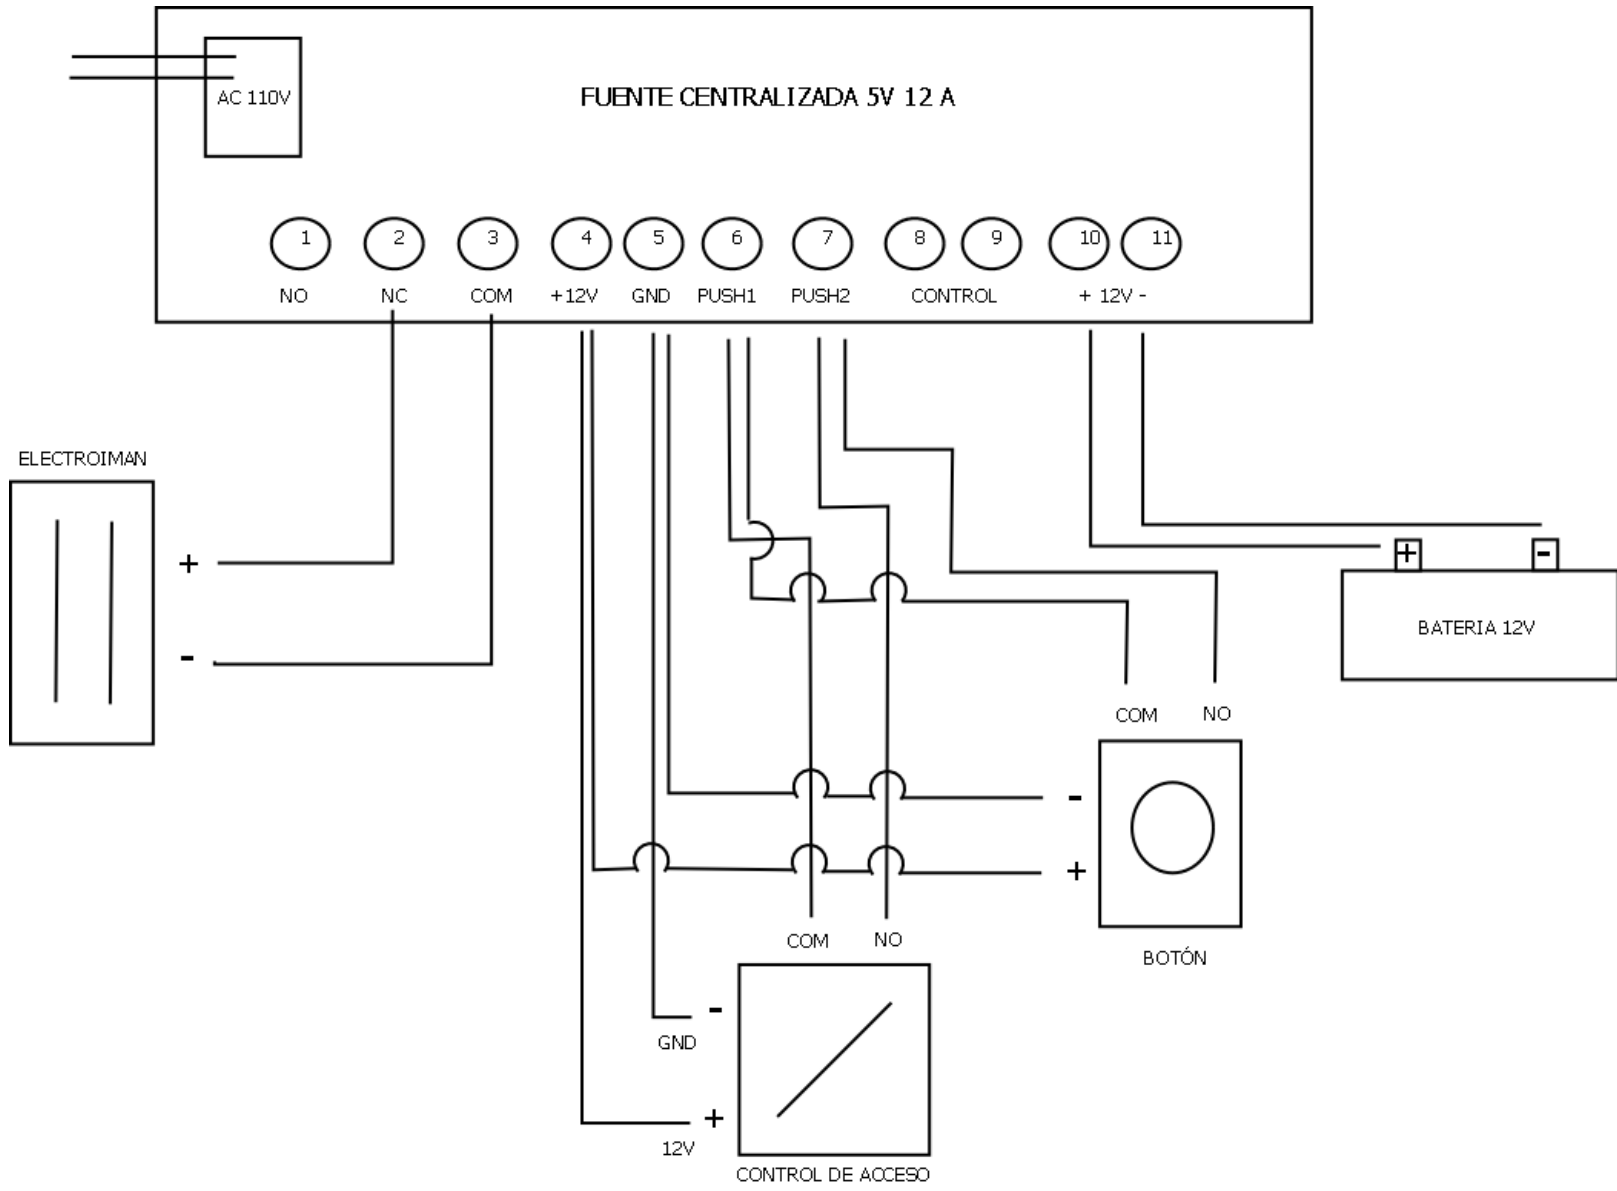 AC 110V
FUENTE CENTRALIZADA 5V 12 A
1 2 3 4 5 6 7 8 9 10 11
NO NC COM +12V GND PUSH1 PUSH2 CONTROL + 12V -
ELECTROIMAN
+
-
+ -
BATERIA 12V
COM NO
-
+
BOTÓN
COM NO
-
GND
+
12V
CONTROL DE ACCESO